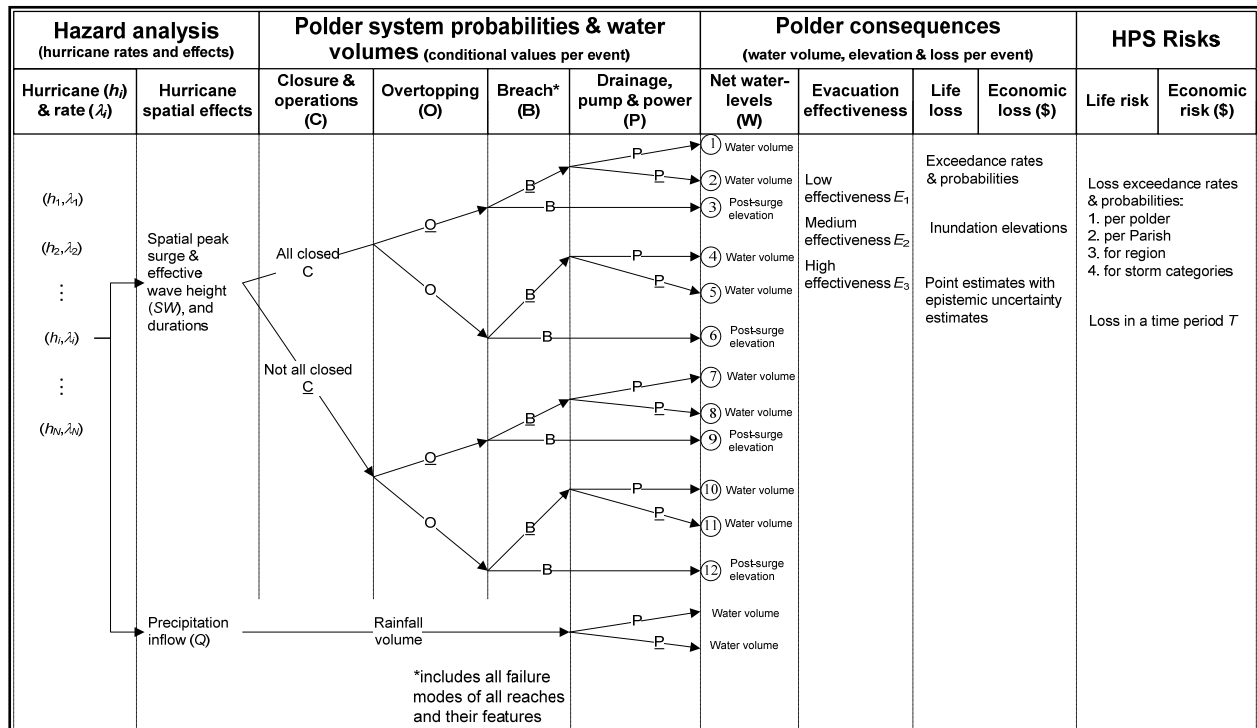 Hazard analysis
(hurricane rates and effects)
Polder system probabilities & water
volumes (conditional values per event)
Polder consequences
(water volume, elevation & loss per event)
HPS Risks
Hurricane (hi)
& rate (λi)
Hurricane
spatial effects
Closure &
operations
(C)
Overtopping
(O)
Breach*
(B)
Drainage,
pump & power
(P)
Net water-
levels
(W)
Evacuation
effectiveness
Life
loss
Economic
loss ($)
Life risk
Economic
risk ($)
(h1,λ1)
(h2,λ2)
⋮
(hi,λi)
⋮
(hN,λN)
Spatial peak
surge &
effective
wave height
(SW), and
durations
All closed
C
Not all closed
C
O
O
O
O
B
B
B
B
B
B
B
B
P
P
P
P
P
P
P
P
1 Water volume
2 Water volume
3 Post-surge
elevation
4 Water volume
5 Water volume
6 Post-surge
elevation
7 Water volume
8 Water volume
9 Post-surge
elevation
10 Water volume
11 Water volume
12 Post-surge
elevation
Low
effectiveness E1
Medium
effectiveness E2
High
effectiveness E3
Exceedance rates
& probabilities
Inundation elevations
Point estimates with
epistemic uncertainty
estimates
Loss exceedance rates
& probabilities:
1. per polder
2. per Parish
3. for region
4. for storm categories
Loss in a time period T
Precipitation
inflow (Q)
Rainfall
volume
P
P
Water volume
Water volume
*includes all failure
modes of all reaches
and their features